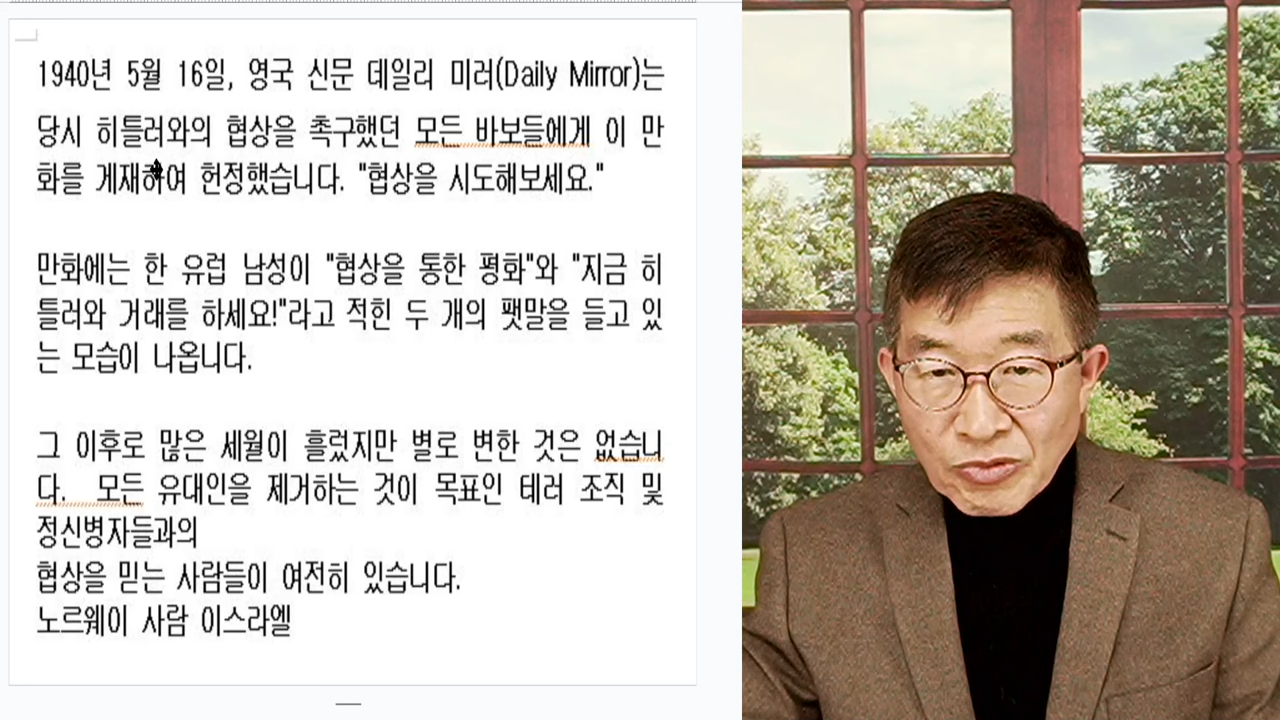 1940년 5월 16일, 영국 신문 데일리 미러(Daily Mirror)는
당시 히틀러와의 협상을 촉구했던 모든 바보들에게 이 만
화를 게재하여 헌정했습니다. "협상을 시도해보세요."
만화에는 한 유럽 남성이 "협상을 통한 평화"와 "지금 히
틀러와 거래를 하세요!"라고 적힌 두 개의 팻말을 들고 있
는 모습이 나옵니다.
그 이후로 많은 세월이 흘렀지만 별로 변한 것은 없습니
다. 모든 유대인을 제거하는 것이 목표인 테러 조직 및
정신병자들과의
협상을 믿는 사람들이 여전히 있습니다.
노르웨이 사람 이스라엘